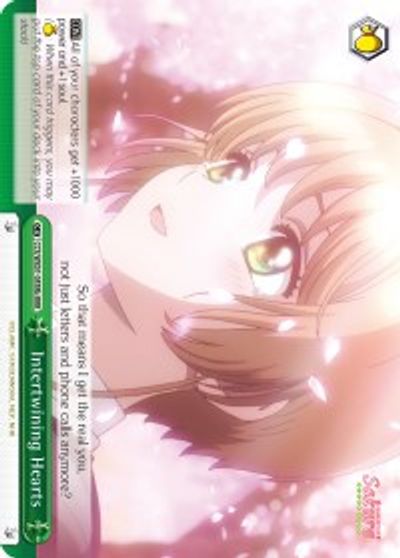 [CONT] All of your characters get +1000
power and +1 soul.
When this card triggers, you may
put the top card of your deck into your
stock)
So that means I get the real you,
not just letters and phone calls anymore?
Intertwining Hearts
Sakura